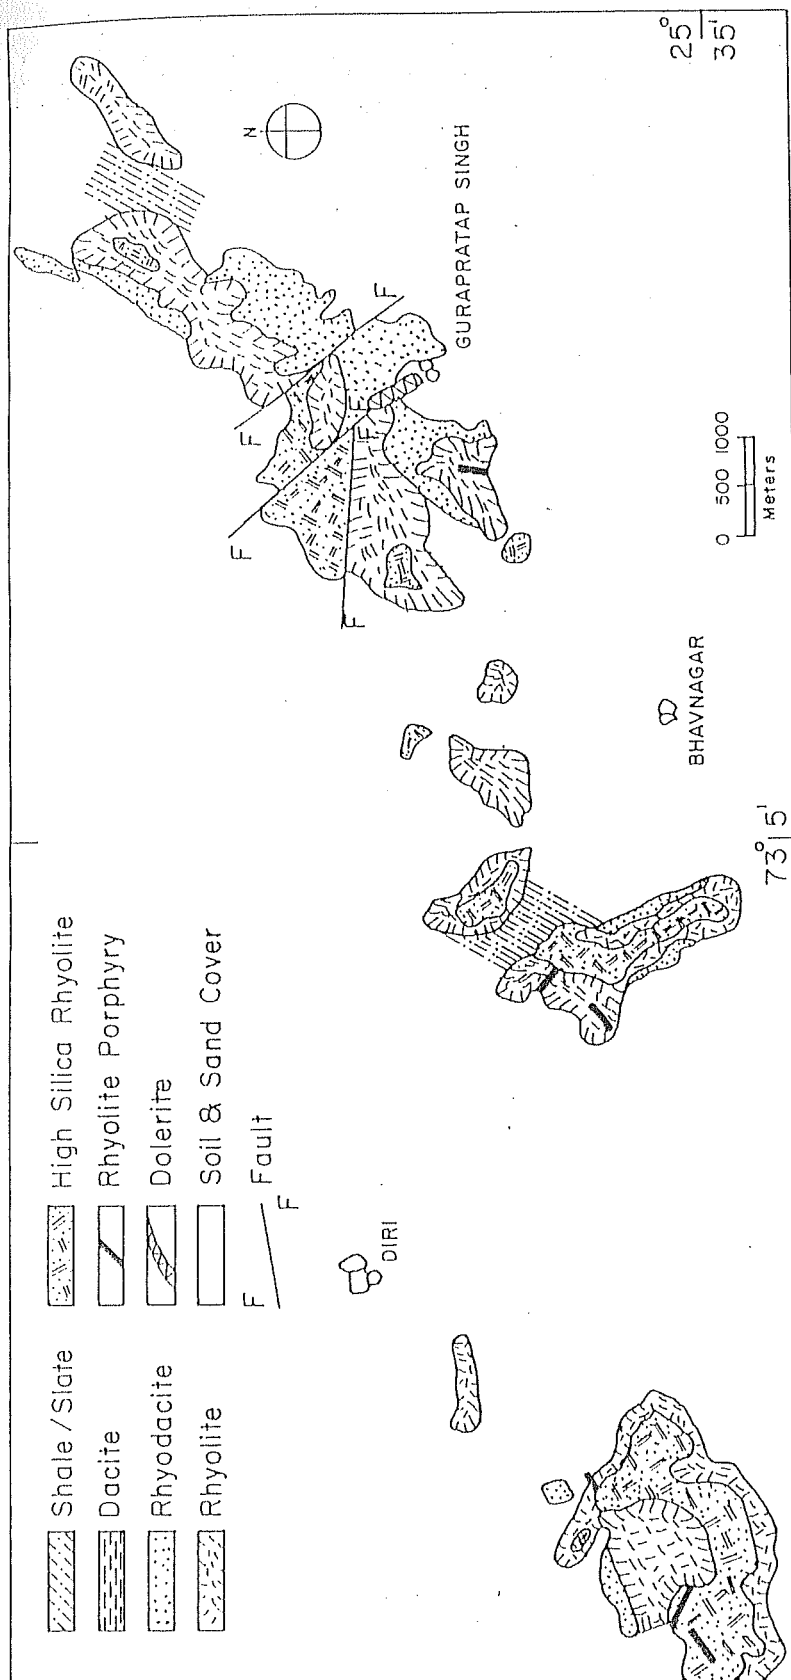 Shale/Slate
Dacite
Rhyodacite
Rhyolite
High Silica Rhyolite
Rhyolite Porphyry
Dolerite
Soil & Sand Cover
F F Fault
DIRI
73° 5'
BHAVNAGAR
0 500 1000
Meters
F
F
F
F
F
F
GURAPRATAP SINGH
N
25° 35'